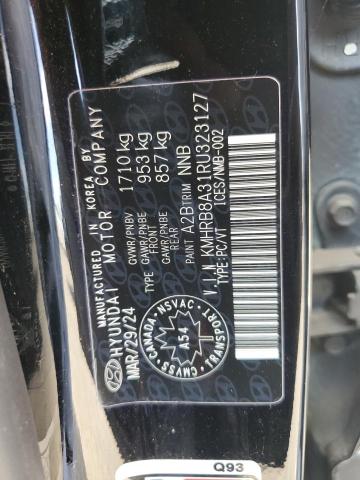 MANUFACTURED IN KOREA BY
HYUNDAI MOTOR COMPANY
MAR/29/24
GVWR/PNBV 1710 kg
GAWR/PNBE FRONT 953 kg
GAWR/PNBE REAR 857 kg
PAINT A2B TRIM NNB
V.I.N KMHRB8A31RU323127
TYPE:PC/VT ICES/NMB-002
CANADA NSVAC TRANSPORT CMVSS
A54
Q93